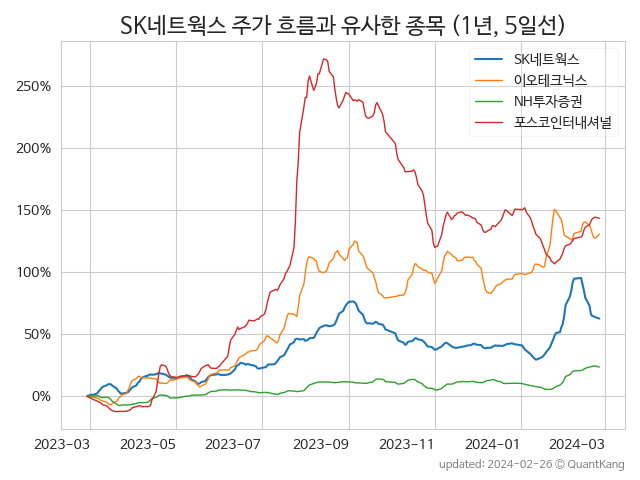 SK네트웍스 주가 흐름과 유사한 종목 (1년, 5일선)
SK네트웍스
이오테크닉스
NH투자증권
포스코인터내셔널
250%
200%
150%
100%
50%
0%
2023-03 2023-05 2023-07 2023-09 2023-11 2024-01 2024-03
updated: 2024-02-26 © QuantKang